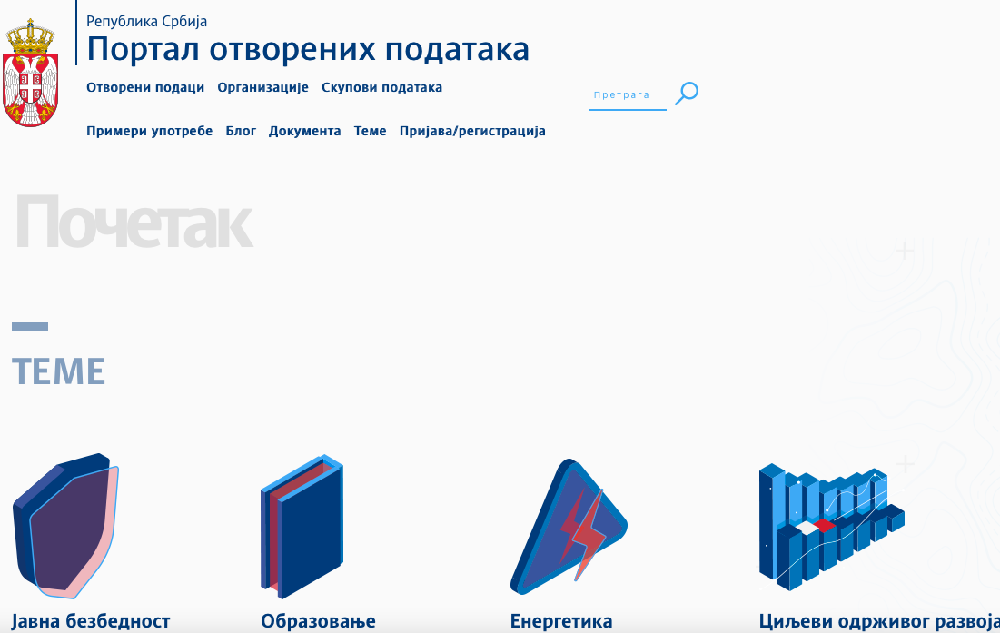 Република Србија
Портал отворених података
Отворени подаци Организације Скупови података
Претрага
Примери употребе Блог Документа Теме Пријава/регистрација
Почетак
ТЕМЕ
Јавна безбедност Образовање Енергетика Циљеви одрживог развоја